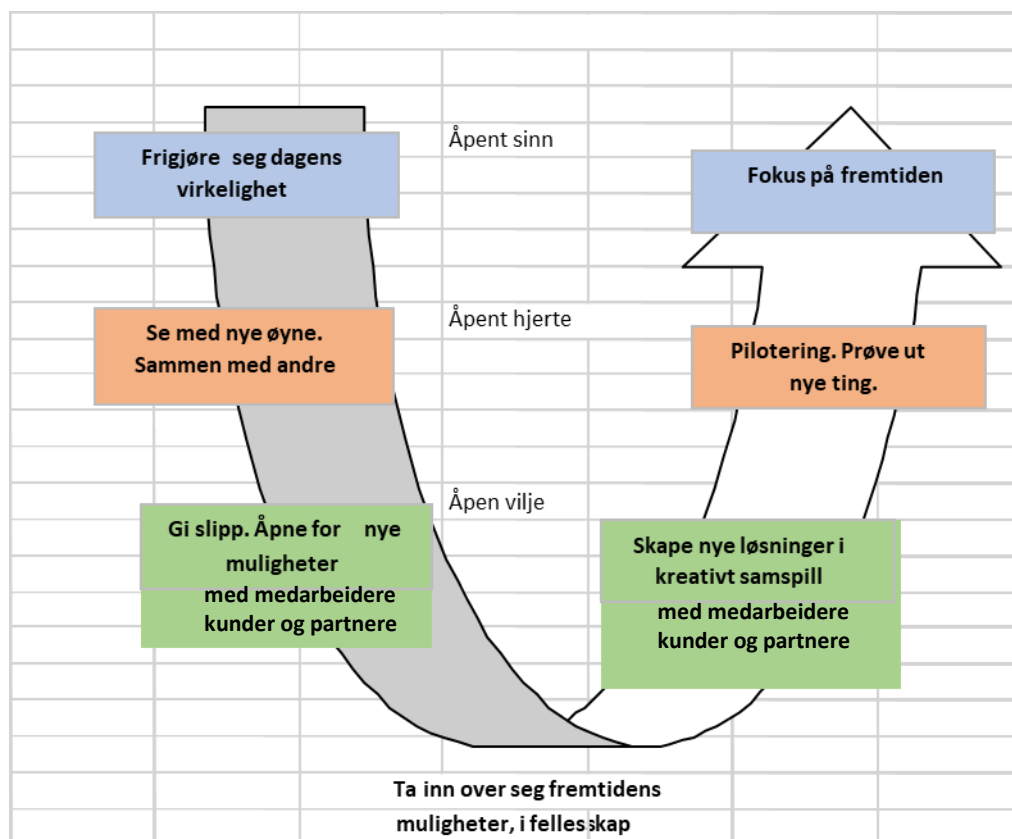 Åpent sinn
Frigjøre seg dagens
virkelighet
Fokus på fremtiden
Åpent hjerte
Se med nye øyne.
Sammen med andre
Pilotering. Prøve ut
nye ting.
Åpen vilje
Gi slipp. Åpne for nye
muligheter
med medarbeidere
kunder og partnere
Skape nye løsninger i
kreativt samspill
med medarbeidere
kunder og partnere
Ta inn over seg fremtidens
muligheter, i fellesskap